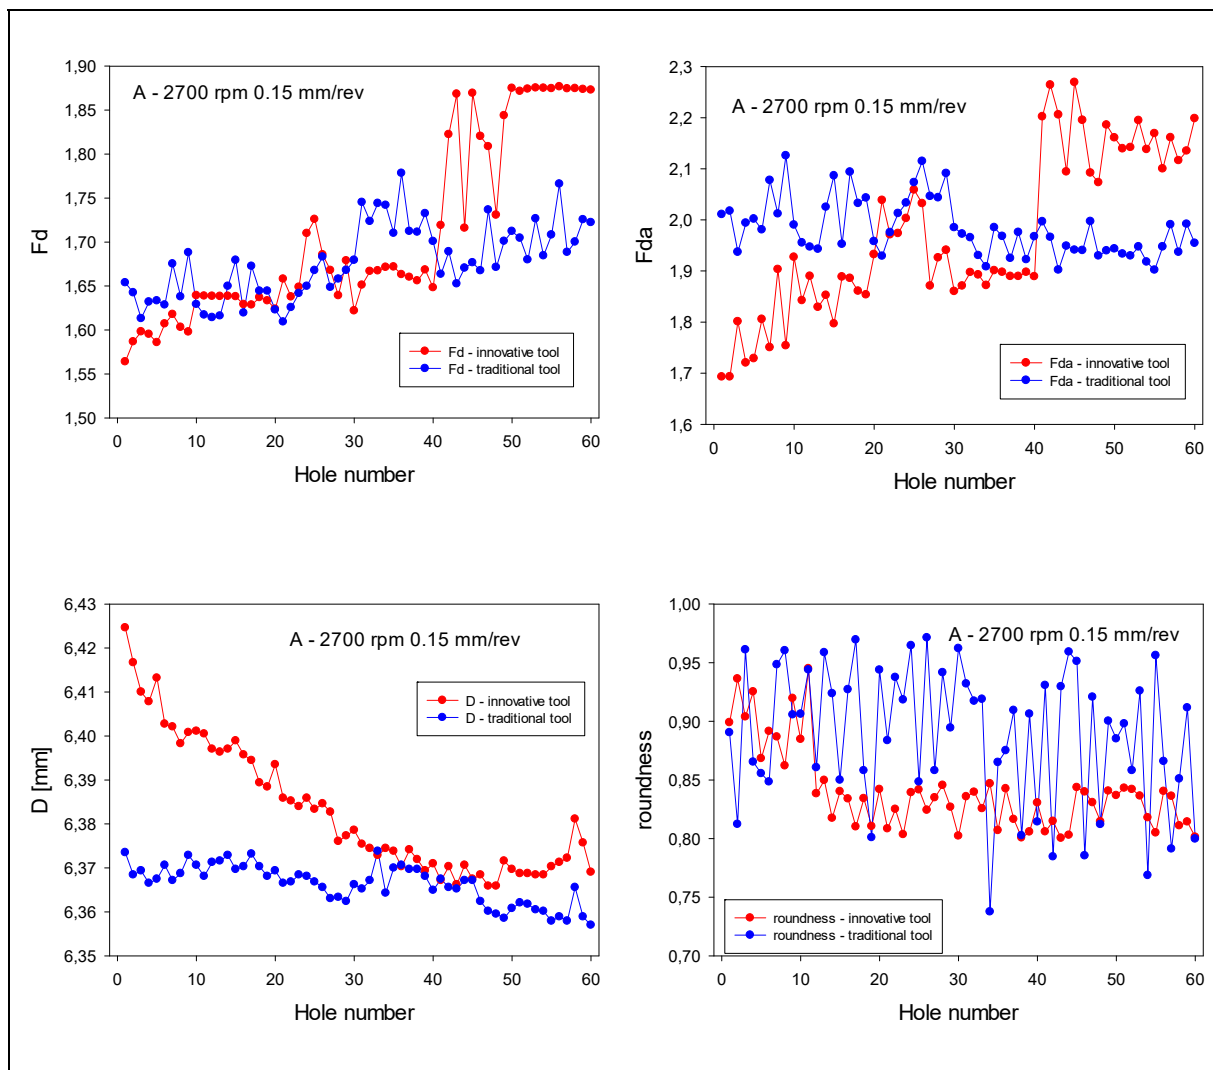 1,90
1,85
1,80
1,75
1,70
1,65
1,60
1,55
1,50
Fd
A - 2700 rpm 0.15 mm/rev
Fd - innovative tool
Fd - traditional tool
0 10 20 30 40 50 60
Hole number
2,3
2,2
2,1
2,0
1,9
1,8
1,7
1,6
Fda
A - 2700 rpm 0.15 mm/rev
Fda - innovative tool
Fda - traditional tool
0 10 20 30 40 50 60
Hole number
6,43
6,42
6,41
6,40
6,39
6,38
6,37
6,36
6,35
D [mm]
A - 2700 rpm 0.15 mm/rev
D - innovative tool
D - traditional tool
0 10 20 30 40 50 60
Hole number
1,00
0,95
0,90
0,85
0,80
0,75
0,70
roundness
A - 2700 rpm 0.15 mm/rev
roundness - innovative tool
roundness - traditional tool
0 10 20 30 40 50 60
Hole number